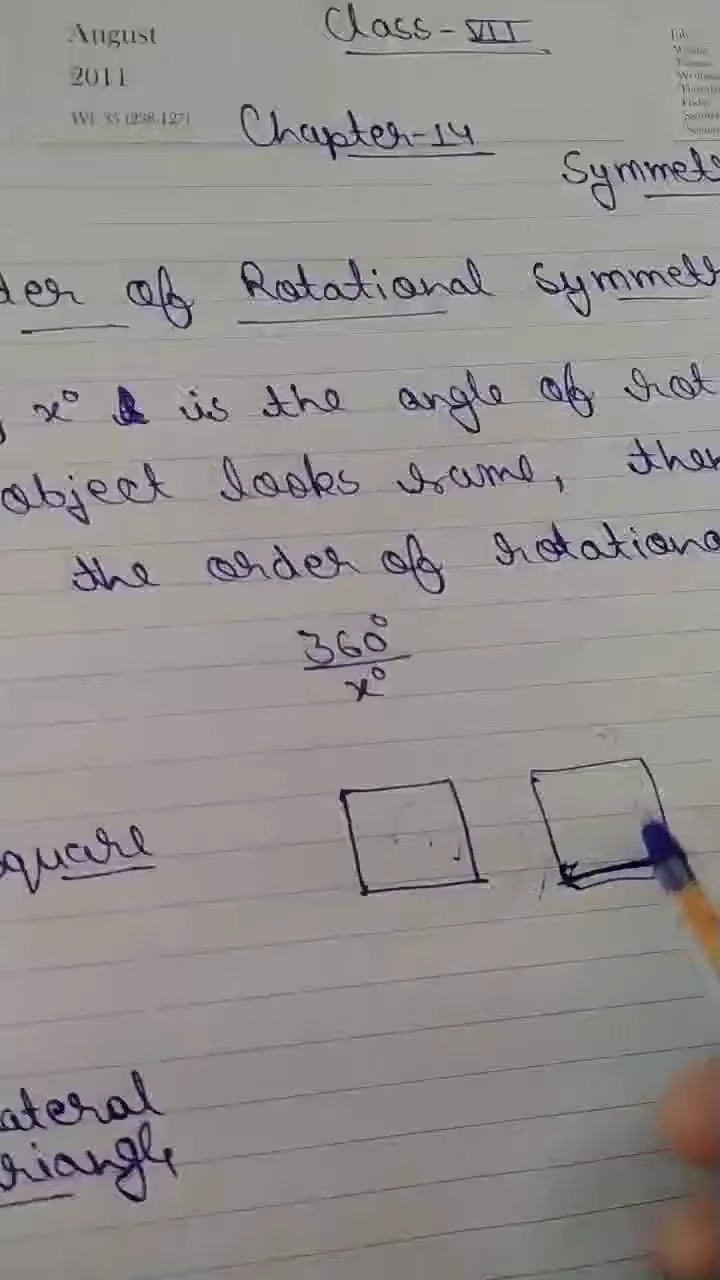 August
2011
Class - VII
Chapter-14
Symmet
der of Rotational Symmet
x° is the angle of rot
object looks same, then
the order of rotationa
360°
x°
quare
ateral
riangle